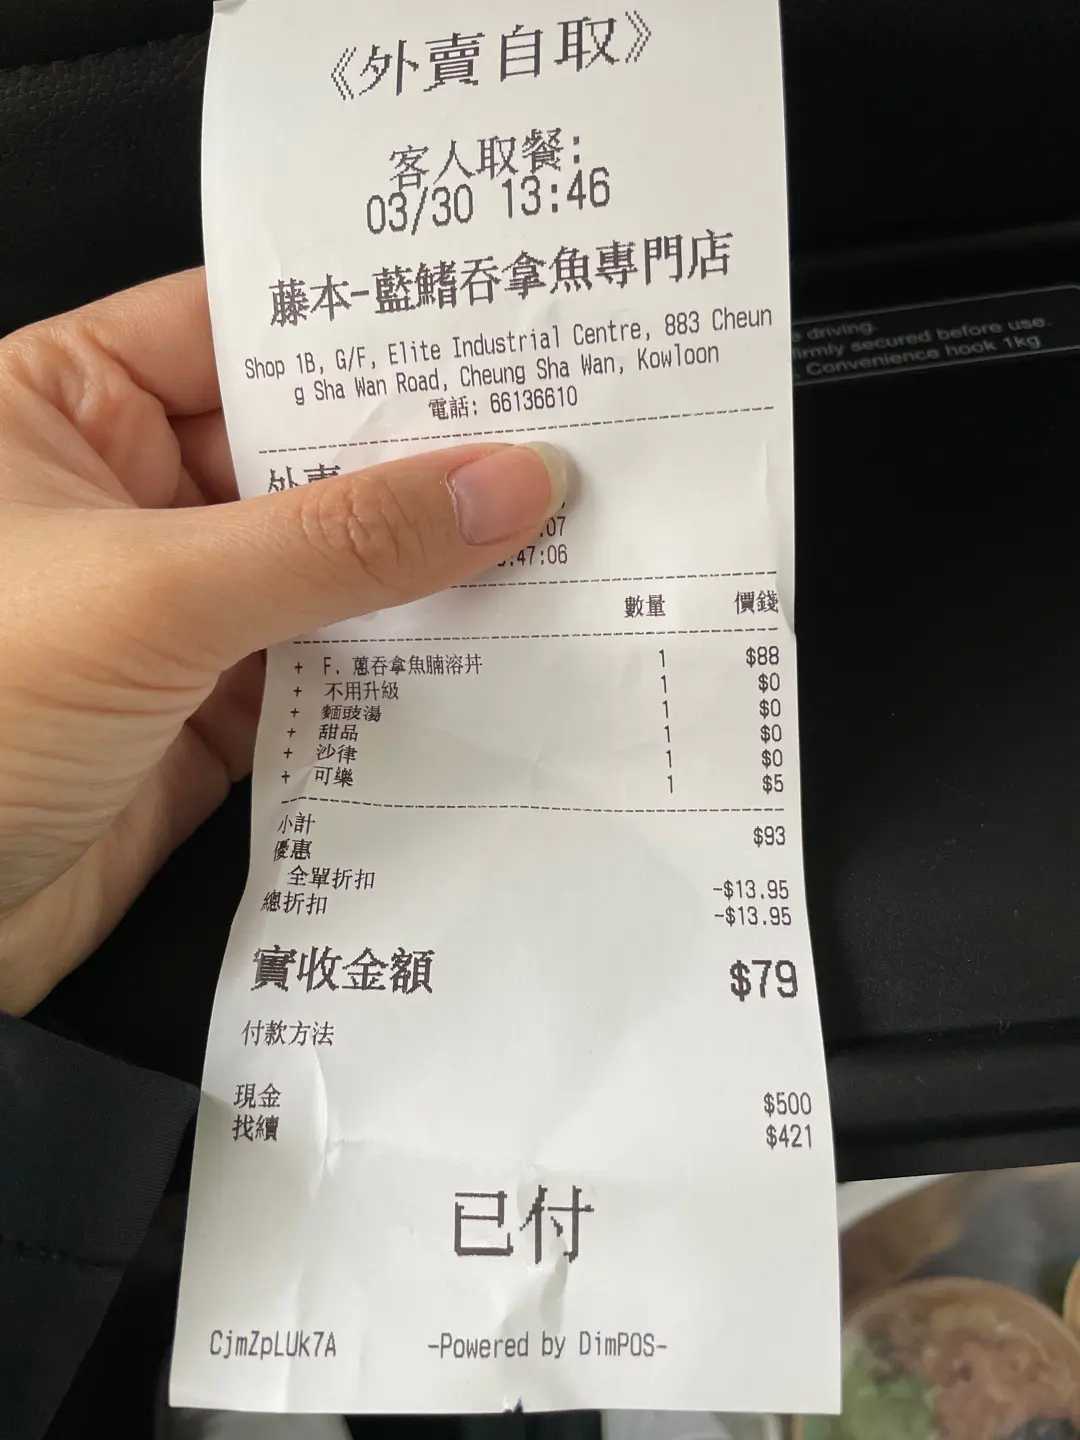 《外賣自取》
客人取餐:
03/30 13:46
藤本-藍鰭吞拿魚專門店
Shop 1B, G/F, Elite Industrial Centre, 883 Cheun
g Sha Wan Road, Cheung Sha Wan, Kowloon
電話: 66136610
外賣
:07
:47:06
數量 價錢
+ F. 蔥吞拿魚腩溶丼 1 $88
+ 不用升級 1 $0
+ 麵豉湯 1 $0
+ 甜品 1 $0
+ 沙律 1 $0
+ 可樂 1 $5
小計 $93
優惠
全單折扣 -$13.95
總折扣 -$13.95
實收金額 $79
付款方法
現金 $500
找續 $421
已付
CjmZpLUk7A -Powered by DimPOS-
e driving.
firmly secured before use.
. Convenience hook 1kg